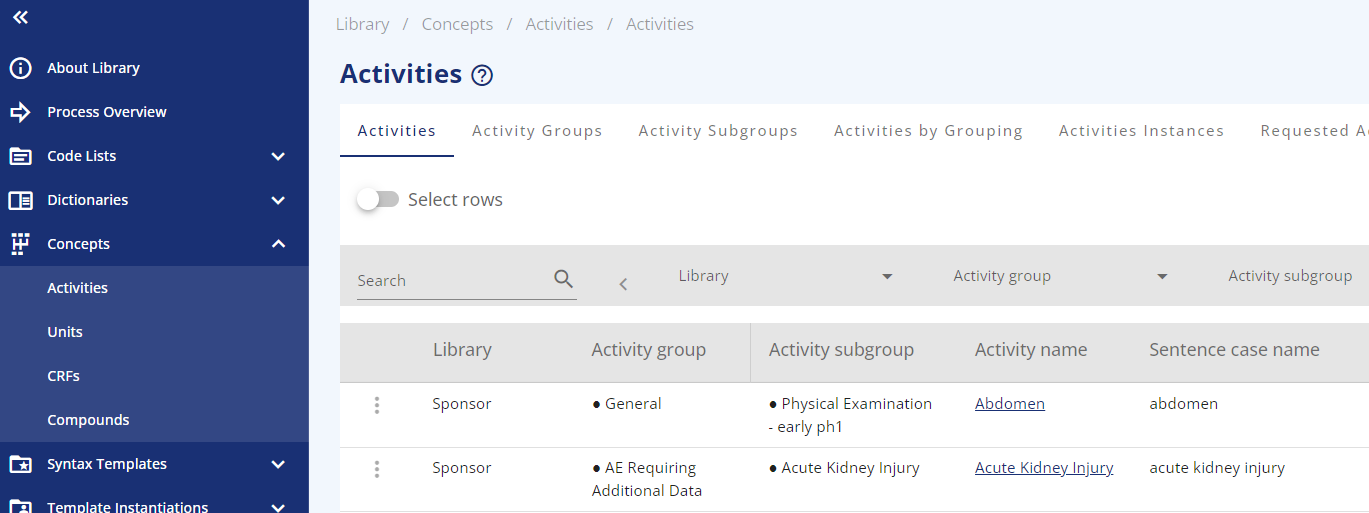 Library / Concepts / Activities / Activities
About Library
Process Overview
Code Lists
Dictionaries
Concepts
Activities
Units
CRFs
Compounds
Syntax Templates
Template Instantiations
Activities
Activities Activity Groups Activity Subgroups Activities by Grouping Activities Instances Requested
Select rows
Search Library Activity group Activity subgroup
Library Activity group Activity subgroup Activity name Sentence case name
Sponsor ● General ● Physical Examination Abdomen abdomen
- early ph1
Sponsor ● AE Requiring ● Acute Kidney Injury Acute Kidney Injury acute kidney injury
Additional Data